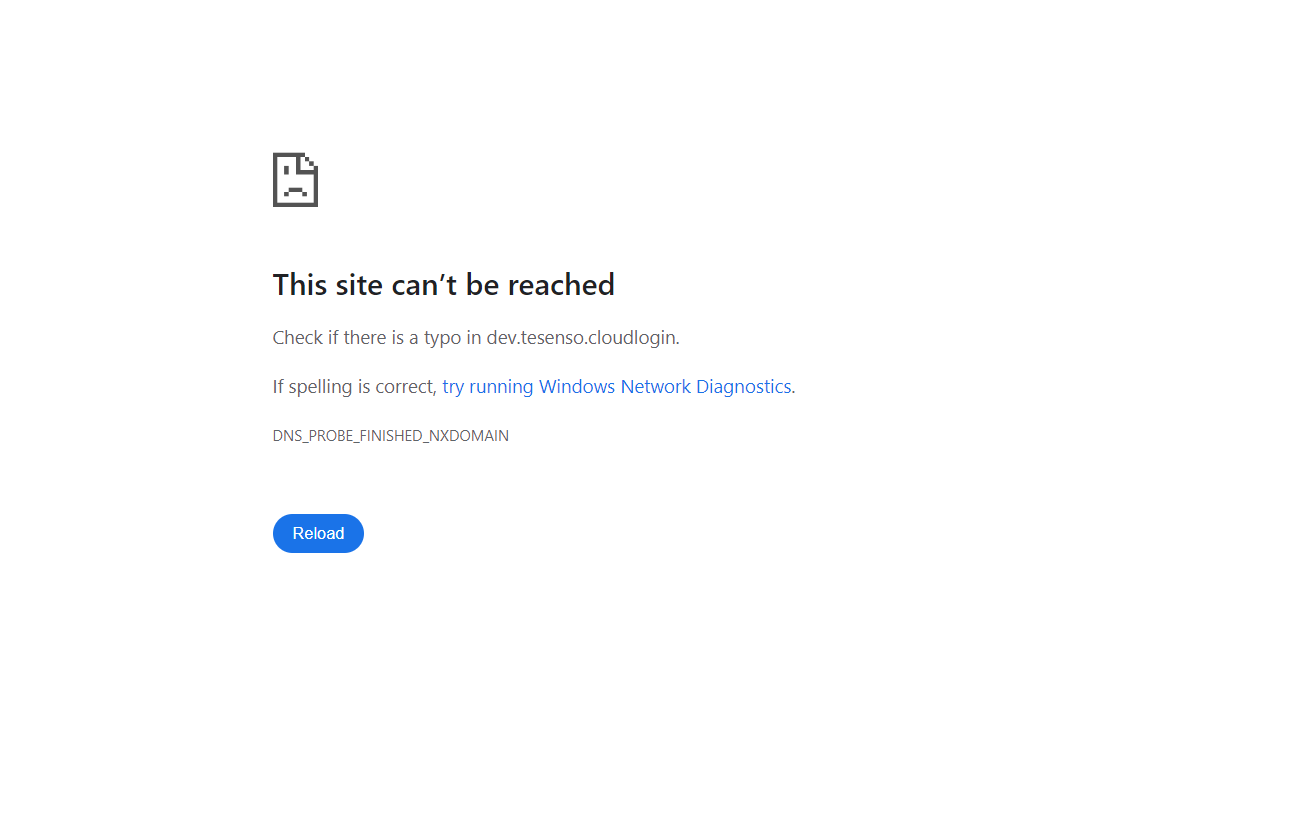 This site can’t be reached
Check if there is a typo in dev.tesenso.cloudlogin.
If spelling is correct, try running Windows Network Diagnostics.
DNS_PROBE_FINISHED_NXDOMAIN
Reload